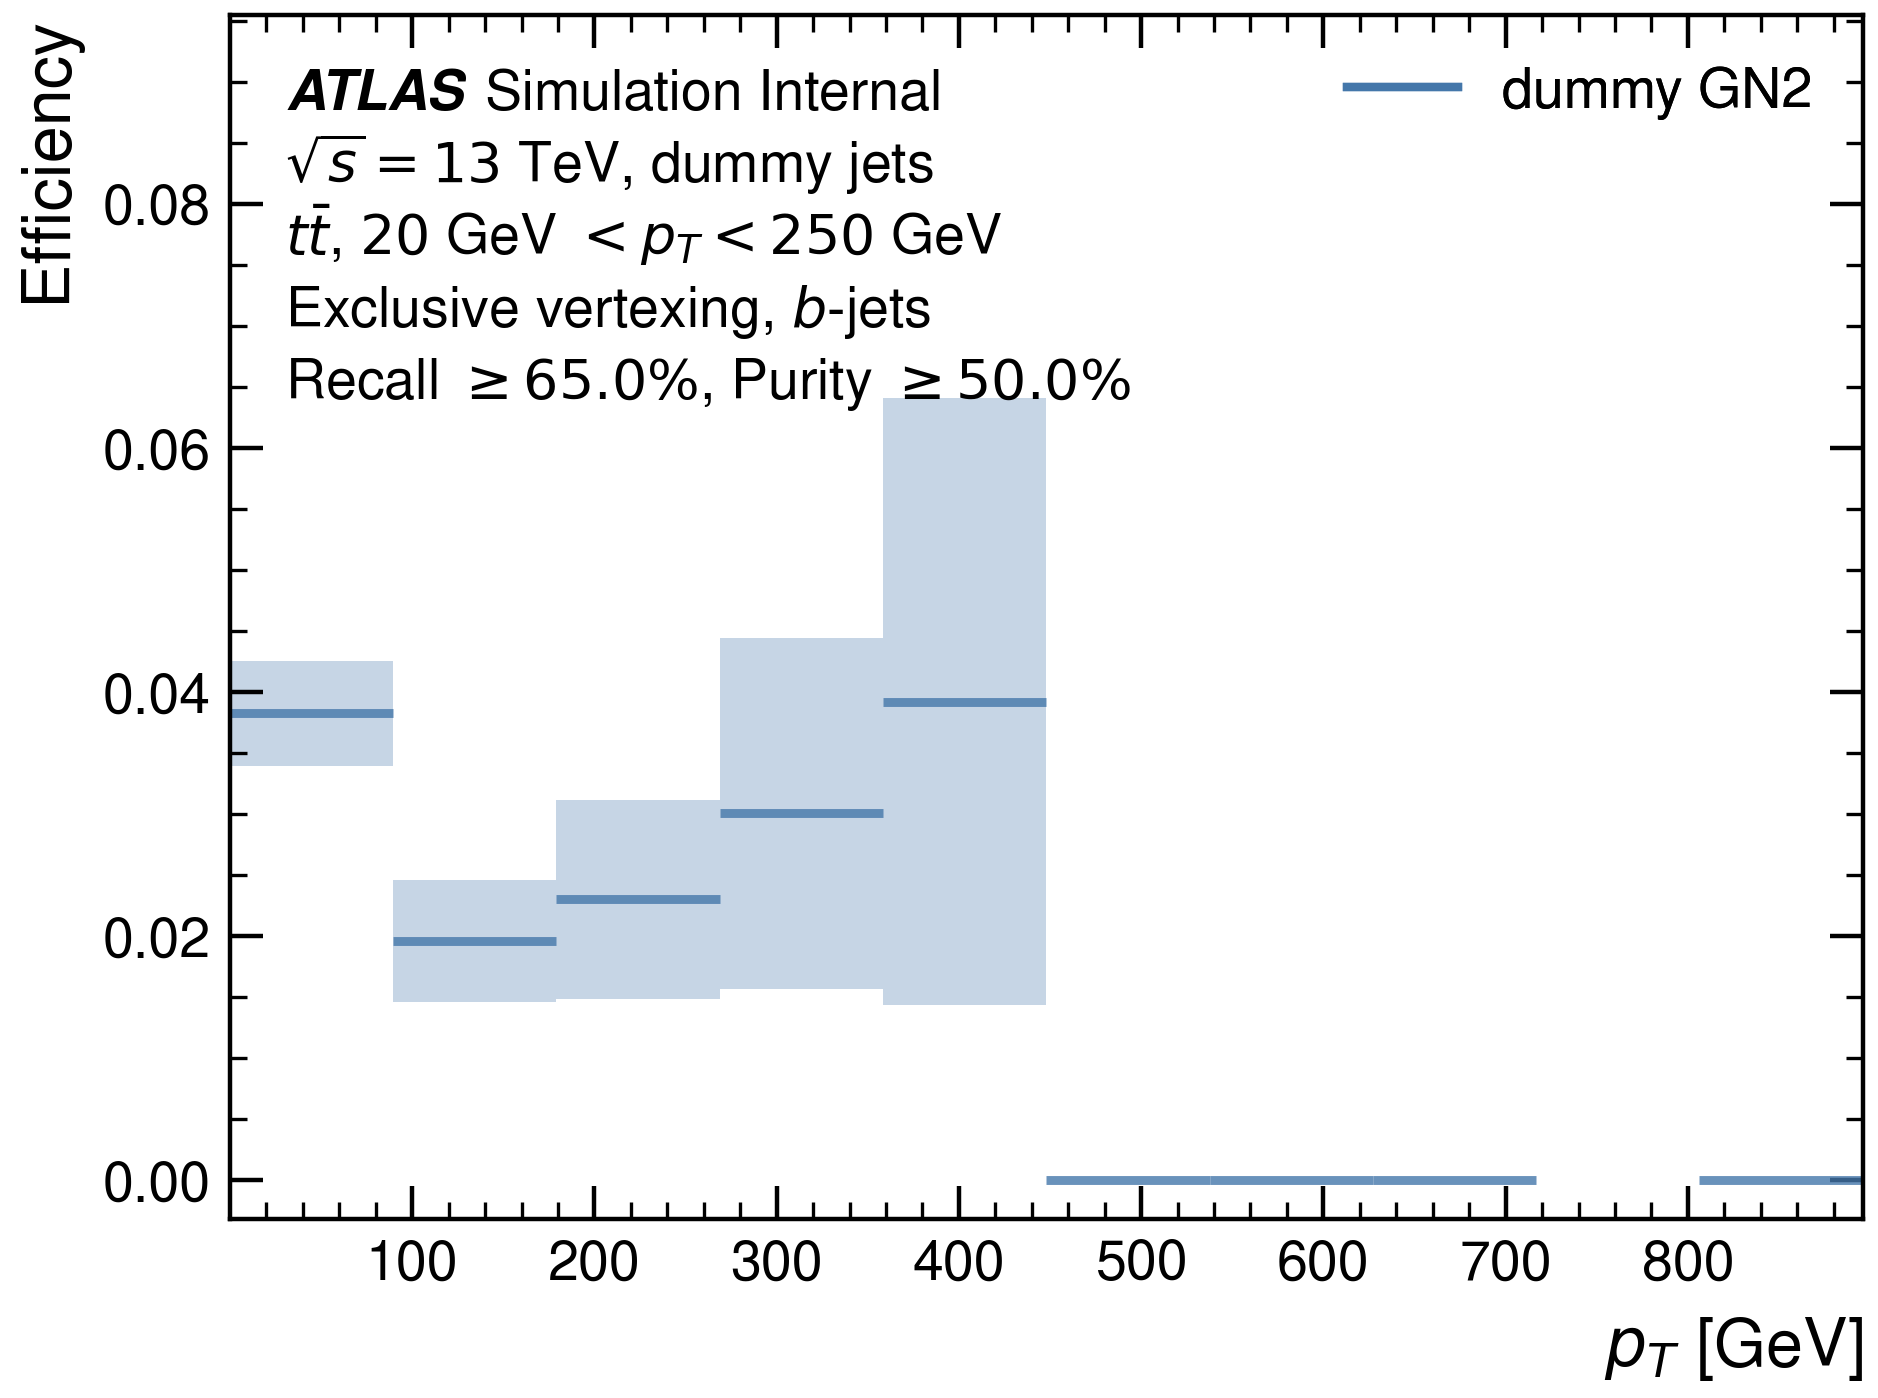 Efficiency
ATLAS Simulation Internal
√s = 13 TeV, dummy jets
tt̄, 20 GeV < p_T < 250 GeV
Exclusive vertexing, b-jets
Recall ≥ 65.0%, Purity ≥ 50.0%
dummy GN2
0.08
0.06
0.04
0.02
0.00
100 200 300 400 500 600 700 800
p_T [GeV]